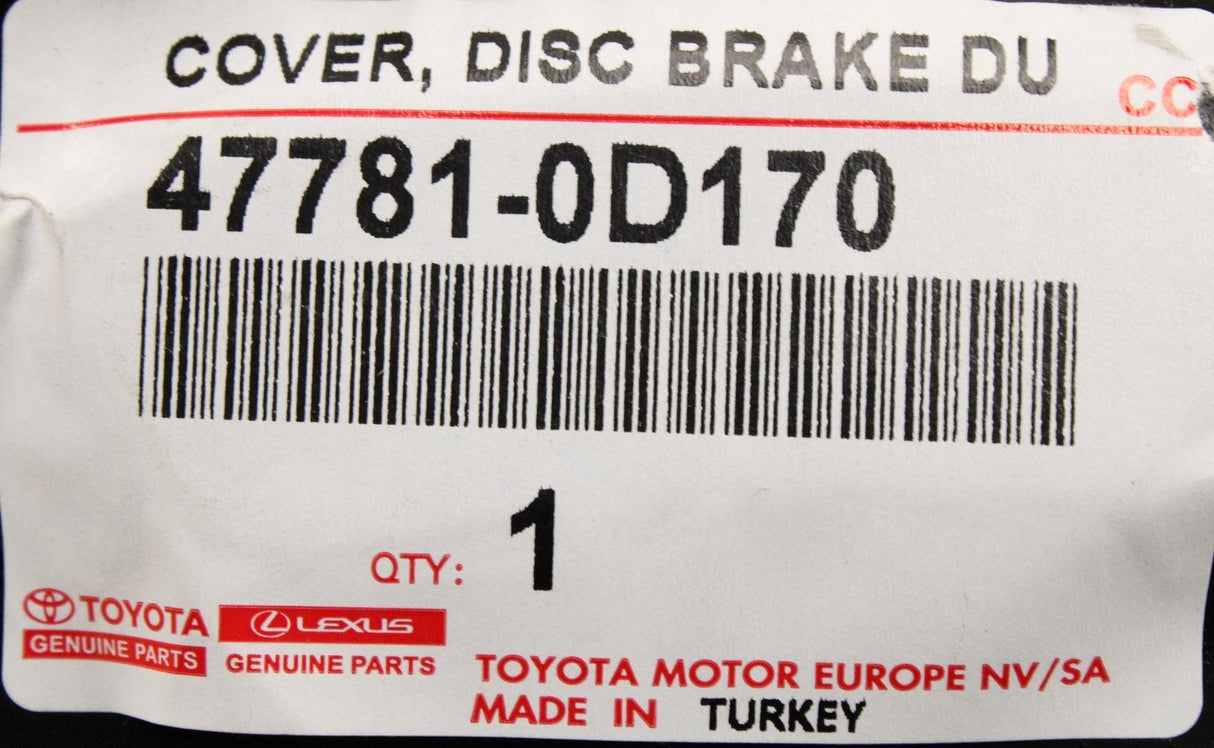 COVER, DISC BRAKE DU
CC
47781-0D170
QTY: 1
TOYOTA
GENUINE PARTS
LEXUS
GENUINE PARTS
TOYOTA MOTOR EUROPE NV/SA
MADE IN TURKEY